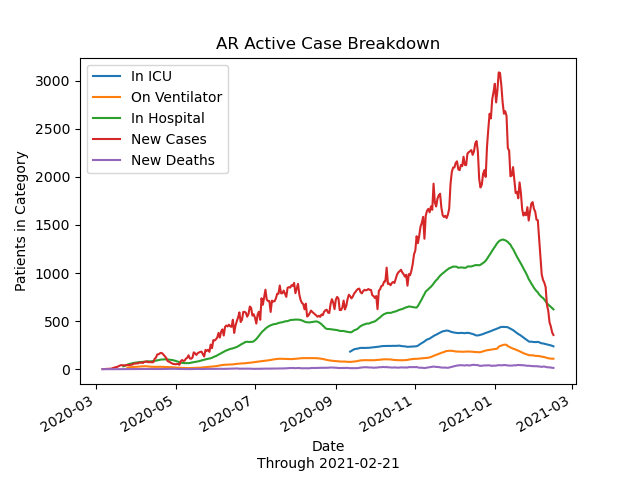 AR Active Case Breakdown
In ICU
On Ventilator
In Hospital
New Cases
New Deaths
Patients in Category
3000
2500
2000
1500
1000
500
0
2020-03
2020-05
2020-07
2020-09
2020-11
2021-01
2021-03
Date
Through 2021-02-21